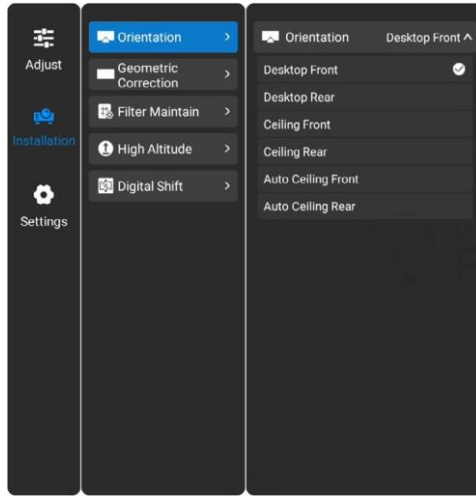 Adjust
Installation
Settings
Orientation
Geometric
Correction
Filter Maintain
High Altitude
Digital Shift
Orientation Desktop Front
Desktop Front
Desktop Rear
Ceiling Front
Ceiling Rear
Auto Ceiling Front
Auto Ceiling Rear